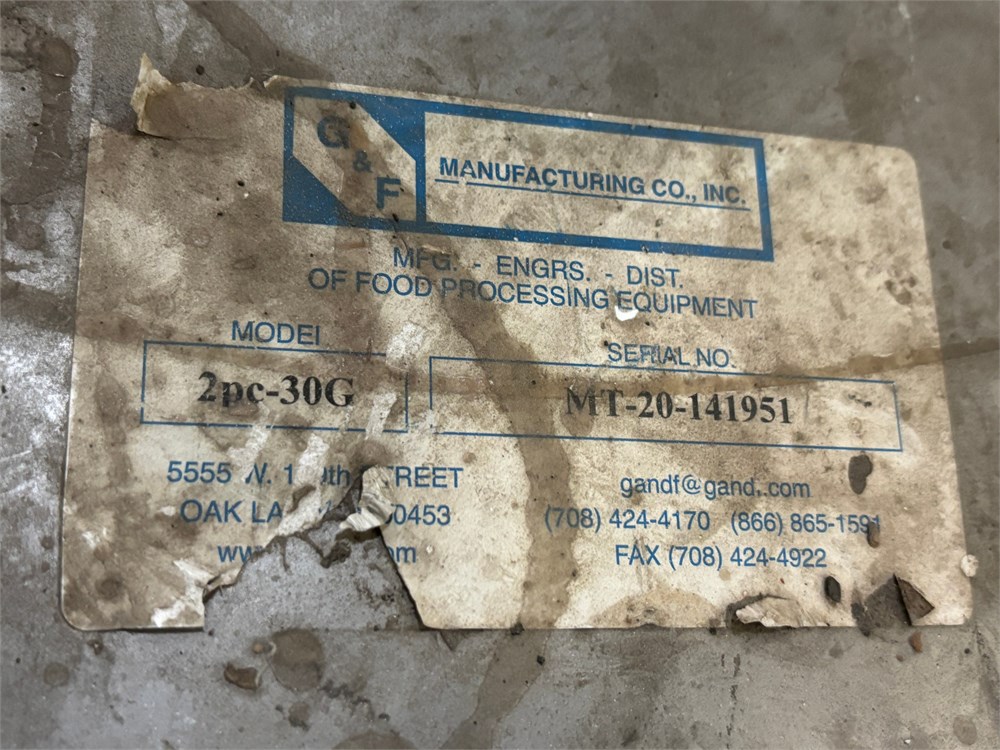 G & F
MANUFACTURING CO., INC.
MFG. - ENGRS. - DIST.
OF FOOD PROCESSING EQUIPMENT
MODEL
SERIAL NO.
2pc-30G
MT-20-141951
5555 W.
OAK
gandf@gand
.com
(708) 424-4170 (866) 865-1591
FAX (708) 424-4922